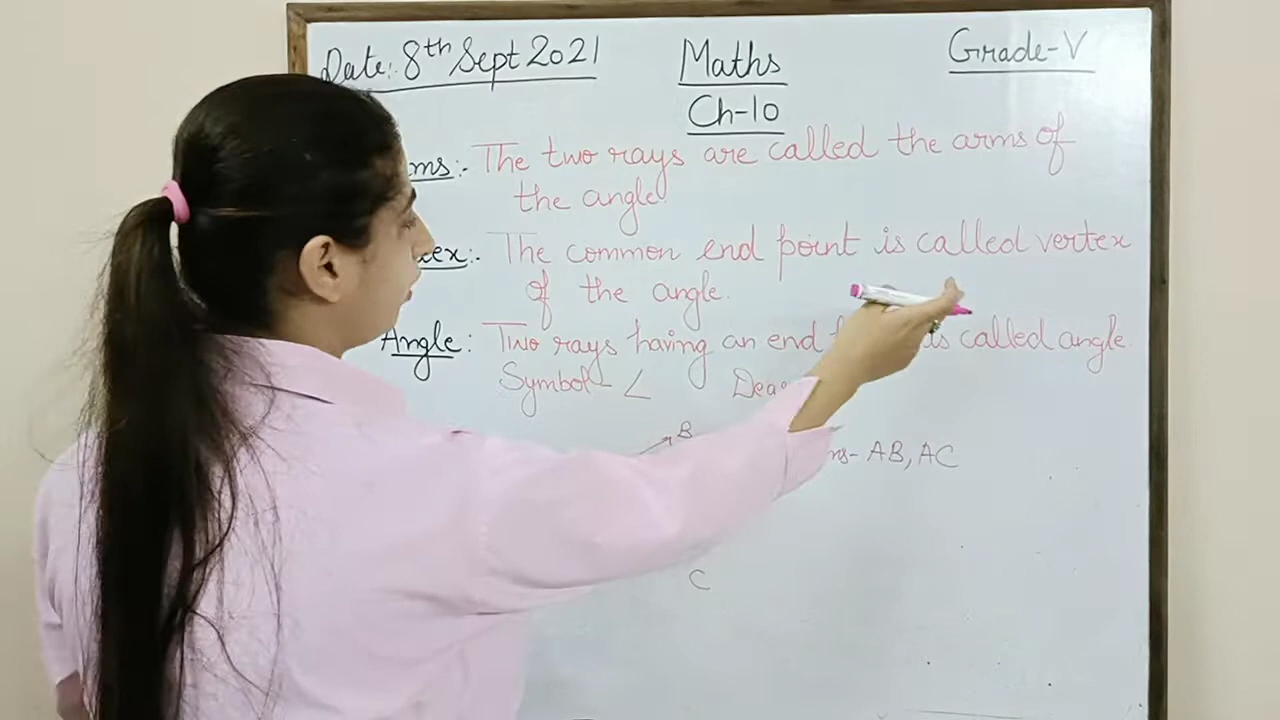 Date: 8th Sept 2021
Maths
Grade-V
Ch-10
ms:- The two rays are called the arms of
the angle
ex:- The common end point is called vertex
of the angle.
Angle: Two rays having an end is called angle.
Symbol- ∠
B
- AB, AC
C